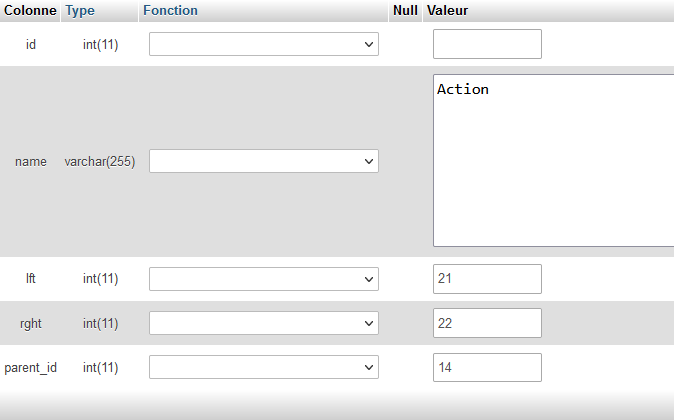 Colonne Type Fonction Null Valeur
id int(11)
name varchar(255) Action
lft int(11) 21
rght int(11) 22
parent_id int(11) 14